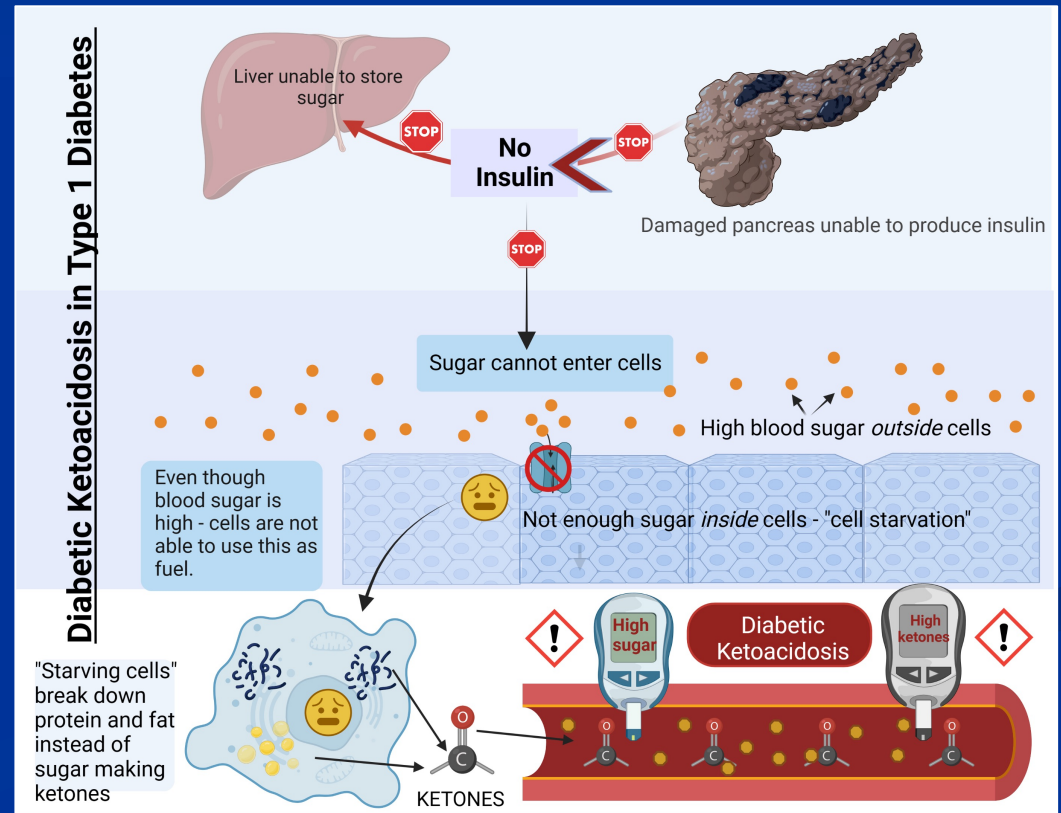 Diabetic Ketoacidosis in Type 1 Diabetes
Liver unable to store
sugar
STOP
No
Insulin
STOP
Damaged pancreas unable to produce insulin
STOP
Sugar cannot enter cells
High blood sugar outside cells
Even though
blood sugar is
high - cells are not
able to use this as
fuel.
Not enough sugar inside cells - "cell starvation"
"Starving cells"
break down
protein and fat
instead of
sugar making
ketones
O
C
KETONES
!
High
sugar
Diabetic
Ketoacidosis
High
ketones
!
O
C
O
C
O
C
O
C